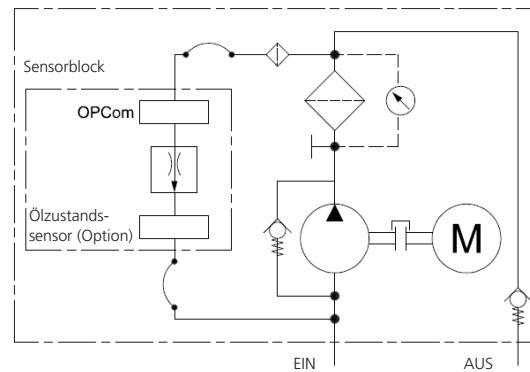 Sensorblock
OPCom
Ölzustands-
sensor (Option)
M
EIN
AUS